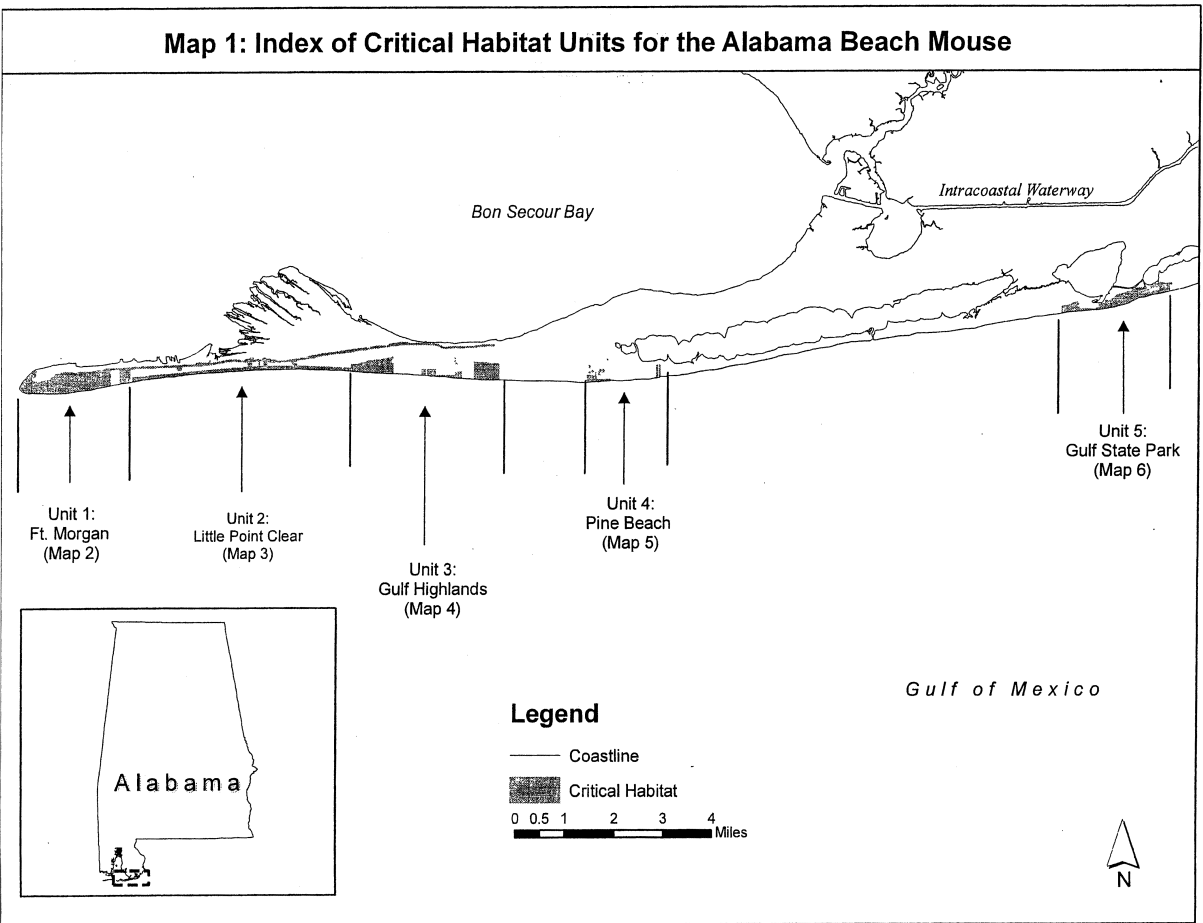 Map 1: Index of Critical Habitat Units for the Alabama Beach Mouse
Bon Secour Bay
Intracoastal Waterway
Unit 1:
Ft. Morgan
(Map 2)
Unit 2:
Little Point Clear
(Map 3)
Unit 3:
Gulf Highlands
(Map 4)
Unit 4:
Pine Beach
(Map 5)
Unit 5:
Gulf State Park
(Map 6)
Gulf of Mexico
Alabama
Legend
Coastline
Critical Habitat
0 0.5 1 2 3 4
Miles
N